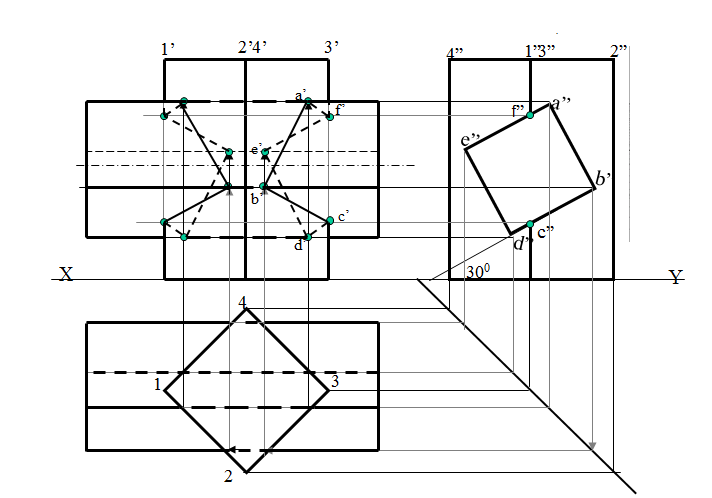 1’ 2’4’ 3’ 4” 1”3” 2”
a’ f’ f” a”
e’ e”
b’ b’
c’ c”
d’ d”
X 30⁰ Y
4
1 3
2